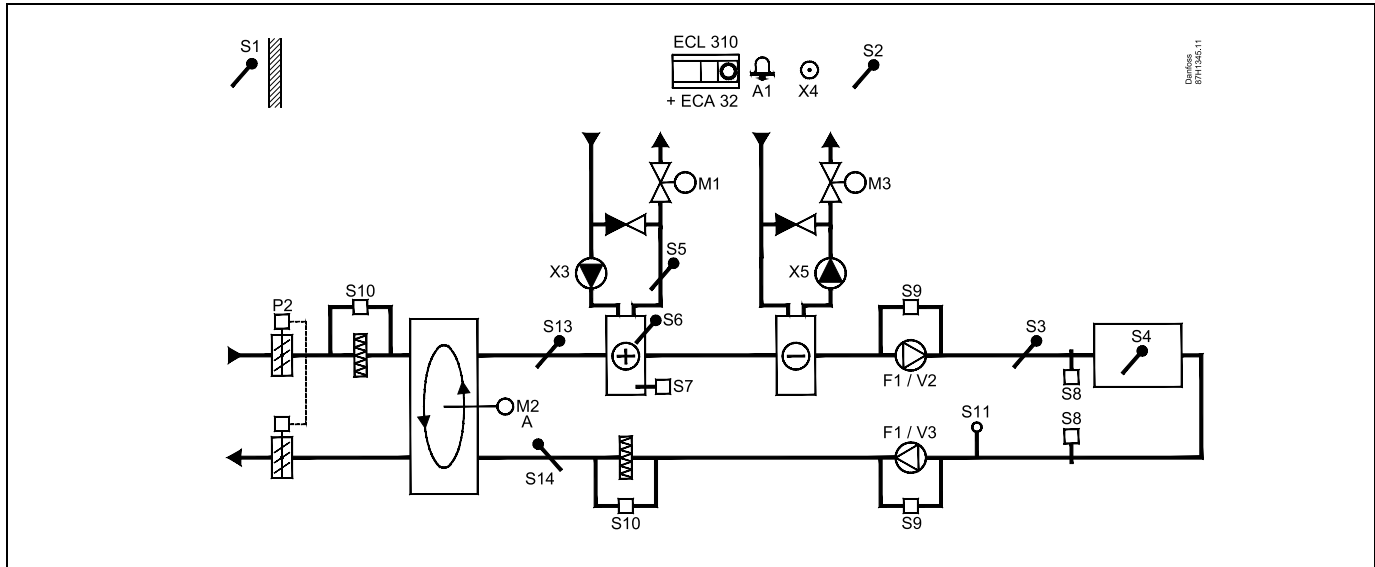 S1
ECL 310
+ ECA 32
A1
X4
S2
Danfoss
87H1345.11
M1
M3
S5
X3
X5
P2
S10
S13
S6
S9
S3
S4
F1 / V2
S7
S8
M2
A
S11
S8
F1 / V3
S14
S10
S9